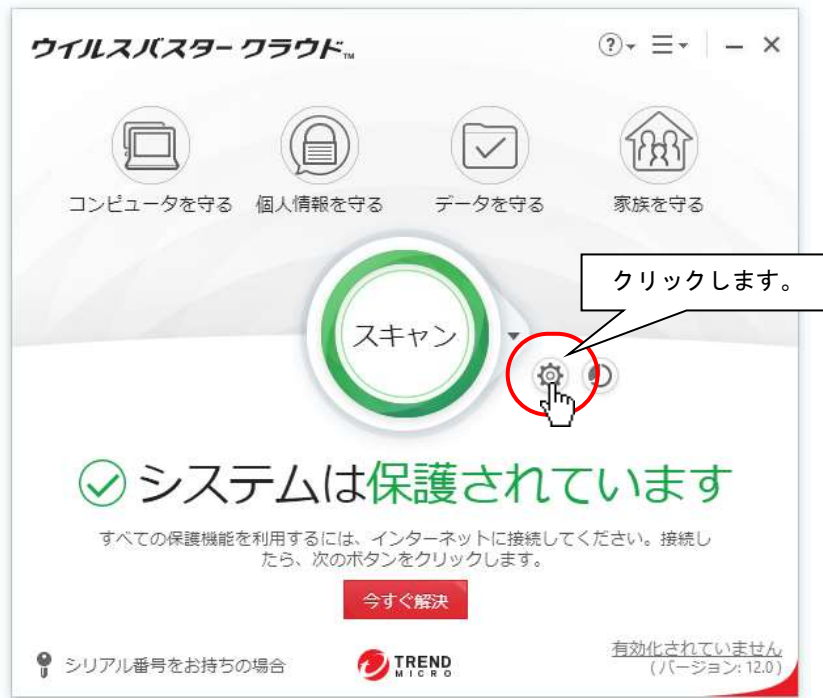 ウイルスバスター クラウド™
コンピュータを守る
個人情報を守る
データを守る
家族を守る
クリックします。
スキャン
システムは保護されています
すべての保護機能を利用するには、インターネットに接続してください。接続し
たら、次のボタンをクリックします。
今すぐ解決
シリアル番号をお持ちの場合
TREND
MICRO
有効化されていません
(バージョン: 12.0)